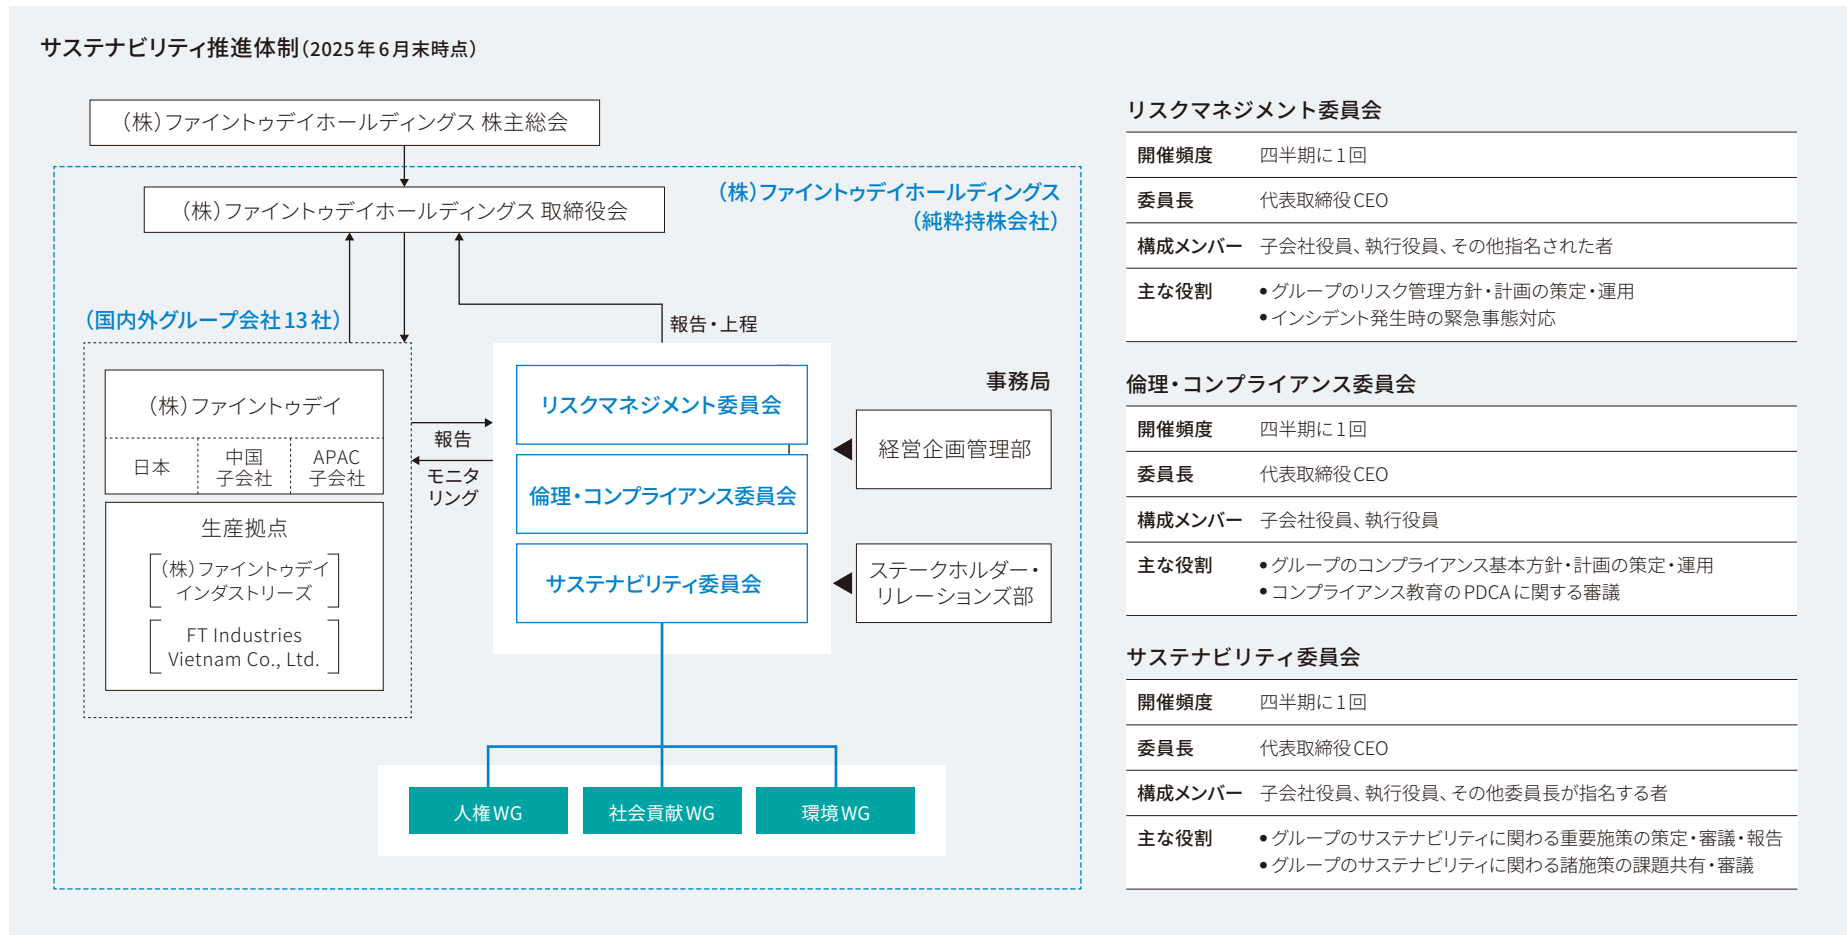 サステナビリティ推進体制（2025年6月末時点）
（株）ファイントゥデイホールディングス 株主総会
（株）ファイントゥデイホールディングス
（純粋持株会社）
（株）ファイントゥデイホールディングス 取締役会
（国内外グループ会社13社）
報告・上程
（株）ファイントゥデイ
日本
中国
子会社
APAC
子会社
生産拠点
（株）ファイントゥデイ
インダストリーズ
FT Industries
Vietnam Co., Ltd.
報告
モニタ
リング
リスクマネジメント委員会
倫理・コンプライアンス委員会
サステナビリティ委員会
事務局
経営企画管理部
ステークホルダー・
リレーションズ部
人権WG
社会貢献WG
環境WG
リスクマネジメント委員会
開催頻度 四半期に1回
委員長 代表取締役CEO
構成メンバー 子会社役員、執行役員、その他指名された者
主な役割 ●グループのリスク管理方針・計画の策定・運用
●インシデント発生時の緊急事態対応
倫理・コンプライアンス委員会
開催頻度 四半期に1回
委員長 代表取締役CEO
構成メンバー 子会社役員、執行役員
主な役割 ●グループのコンプライアンス基本方針・計画の策定・運用
●コンプライアンス教育のPDCAに関する審議
サステナビリティ委員会
開催頻度 四半期に1回
委員長 代表取締役CEO
構成メンバー 子会社役員、執行役員、その他委員長が指名する者
主な役割 ●グループのサステナビリティに関わる重要施策の策定・審議・報告
●グループのサステナビリティに関わる諸施策の課題共有・審議